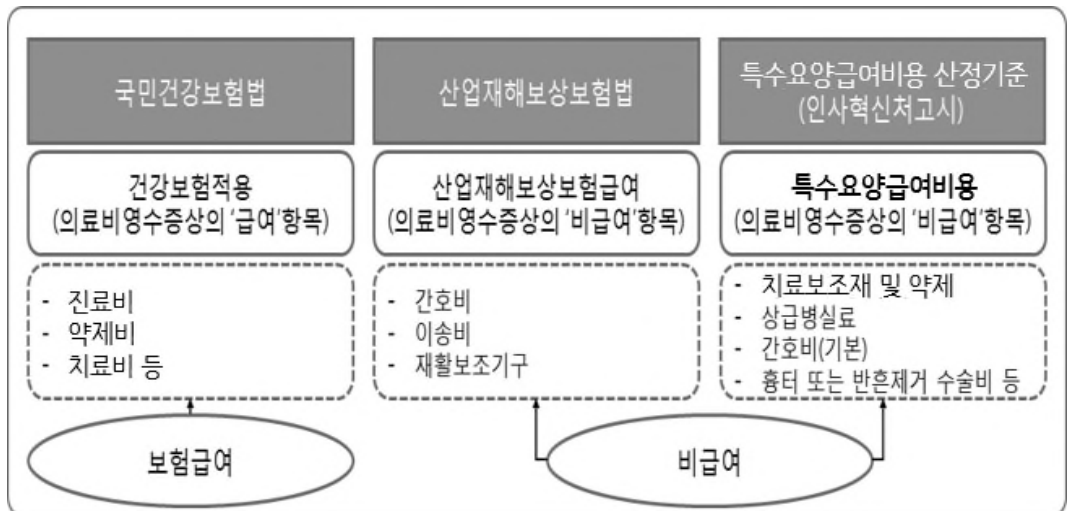 국민건강보험법
산업재해보상보험법
특수요양급여비용 산정기준
(인사혁신처고시)
건강보험적용
(의료비영수증상의 '급여'항목)
산업재해보상보험급여
(의료비영수증상의 '비급여'항목)
특수요양급여비용
(의료비영수증상의 '비급여'항목)
- 진료비
- 약제비
- 치료비 등
- 간호비
- 이송비
- 재활보조기구
- 치료보조재 및 약제
- 상급병실료
- 간호비(기본)
- 흉터 또는 반흔제거 수술비 등
보험급여
비급여